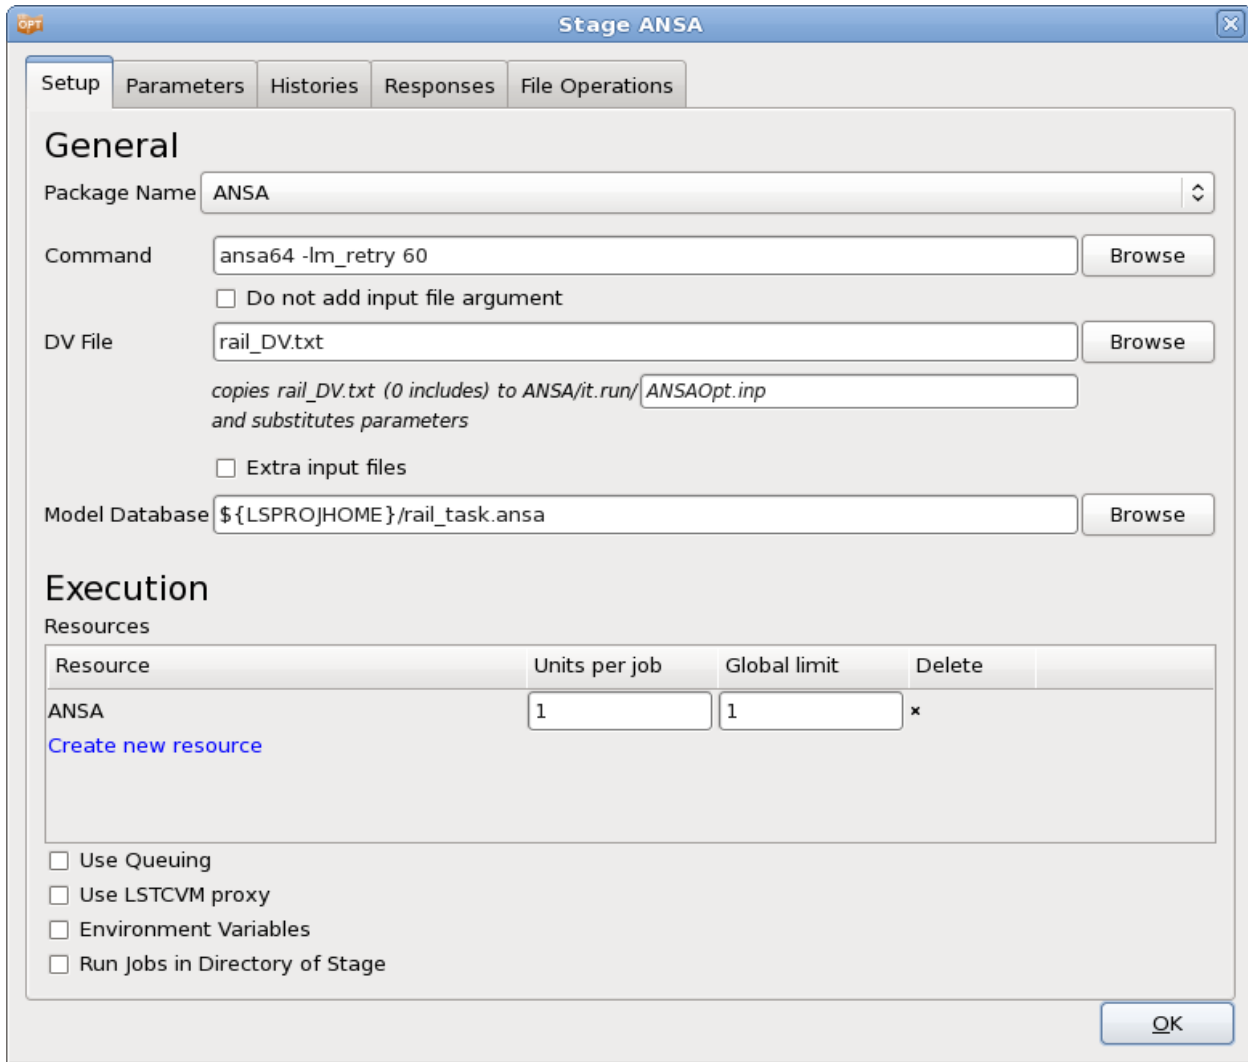 OPT Stage ANSA
Setup Parameters Histories Responses File Operations
General
Package Name ANSA
Command ansa64 -lm_retry 60 Browse
Do not add input file argument
DV File rail_DV.txt Browse
copies rail_DV.txt (0 includes) to ANSA/it.run/ ANSAOpt.inp
and substitutes parameters
Extra input files
Model Database ${LSPROJHOME}/rail_task.ansa Browse
Execution
Resources
Resource Units per job Global limit Delete
ANSA 1 1 ×
Create new resource
Use Queuing
Use LSTCVM proxy
Environment Variables
Run Jobs in Directory of Stage
OK